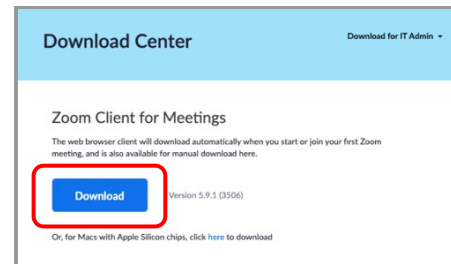 Download Center
Download for IT Admin
Zoom Client for Meetings
The web browser client will download automatically when you start or join your first Zoom
meeting, and is also available for manual download here.
Download
Version 5.9.1 (3506)
Or, for Macs with Apple Silicon chips, click here to download